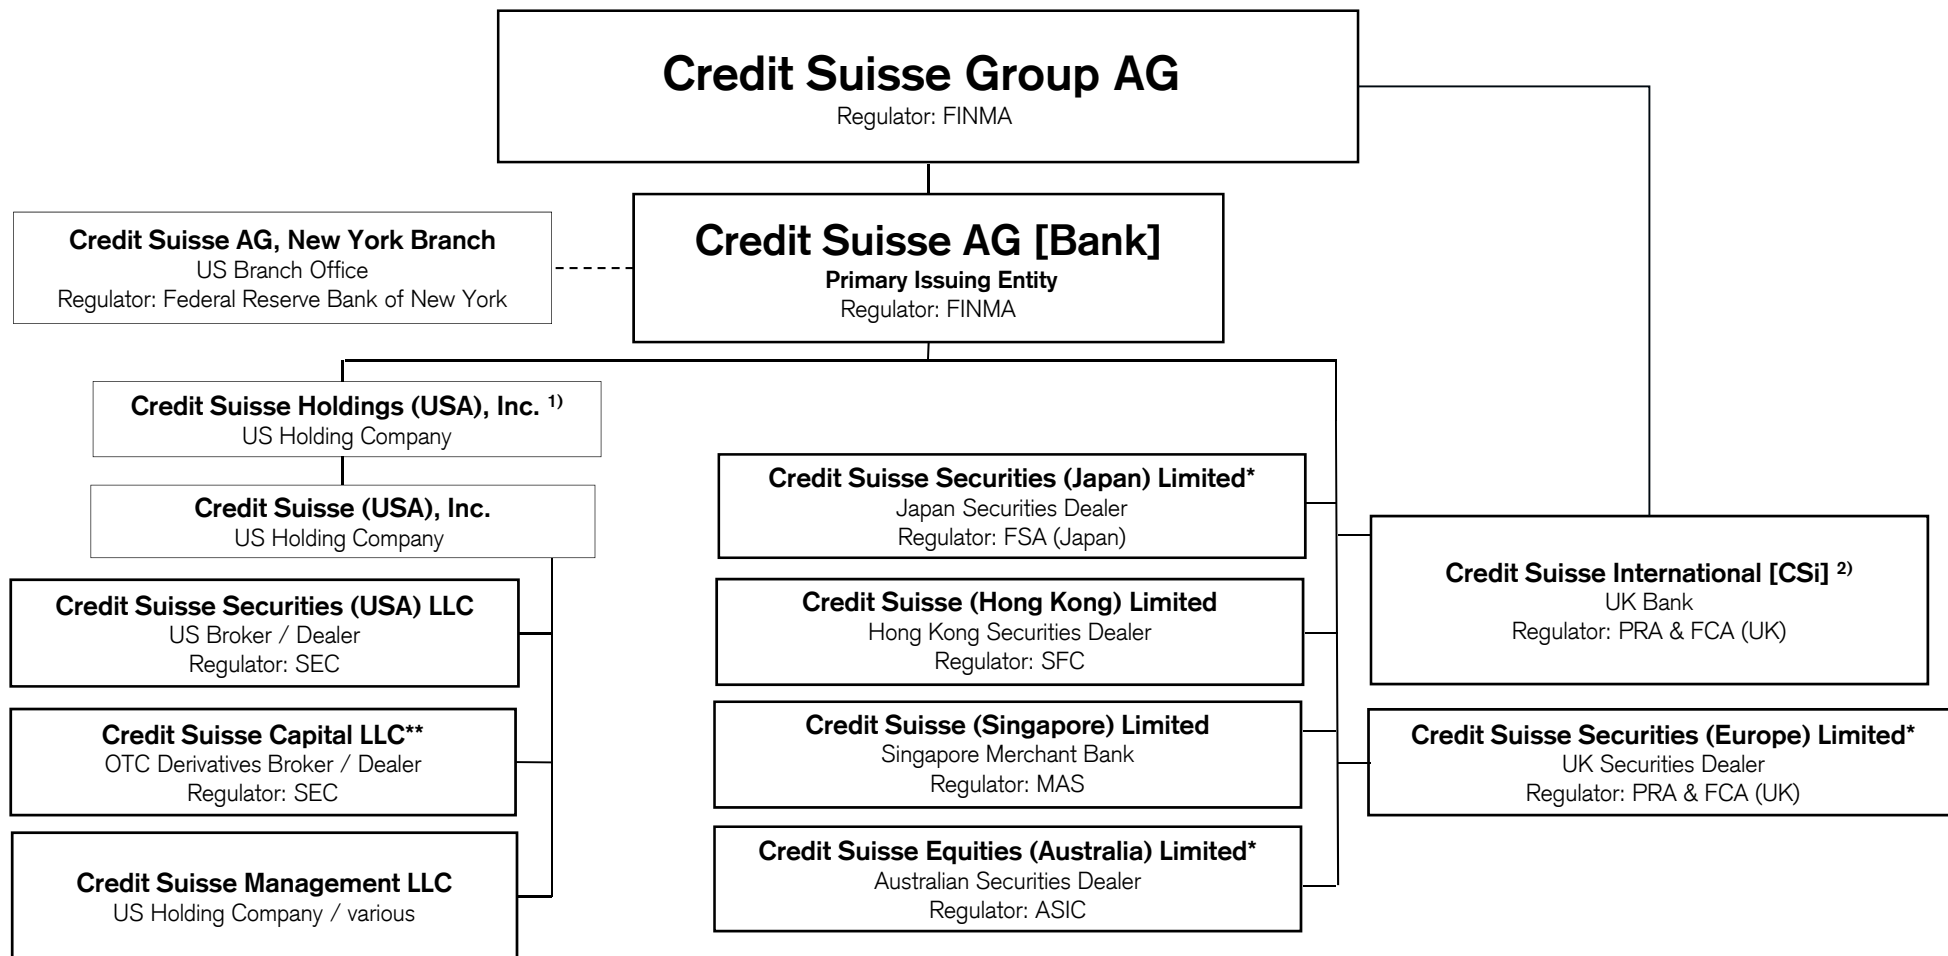 Credit Suisse Group AG
Regulator: FINMA
Credit Suisse AG, New York Branch
US Branch Office
Regulator: Federal Reserve Bank of New York
Credit Suisse AG [Bank]
Primary Issuing Entity
Regulator: FINMA
Credit Suisse Holdings (USA), Inc. 1)
US Holding Company
Credit Suisse (USA), Inc.
US Holding Company
Credit Suisse Securities (USA) LLC
US Broker / Dealer
Regulator: SEC
Credit Suisse Capital LLC**
OTC Derivatives Broker / Dealer
Regulator: SEC
Credit Suisse Management LLC
US Holding Company / various
Credit Suisse Securities (Japan) Limited*
Japan Securities Dealer
Regulator: FSA (Japan)
Credit Suisse (Hong Kong) Limited
Hong Kong Securities Dealer
Regulator: SFC
Credit Suisse (Singapore) Limited
Singapore Merchant Bank
Regulator: MAS
Credit Suisse Equities (Australia) Limited*
Australian Securities Dealer
Regulator: ASIC
Credit Suisse International [CSi] 2)
UK Bank
Regulator: PRA & FCA (UK)
Credit Suisse Securities (Europe) Limited*
UK Securities Dealer
Regulator: PRA & FCA (UK)